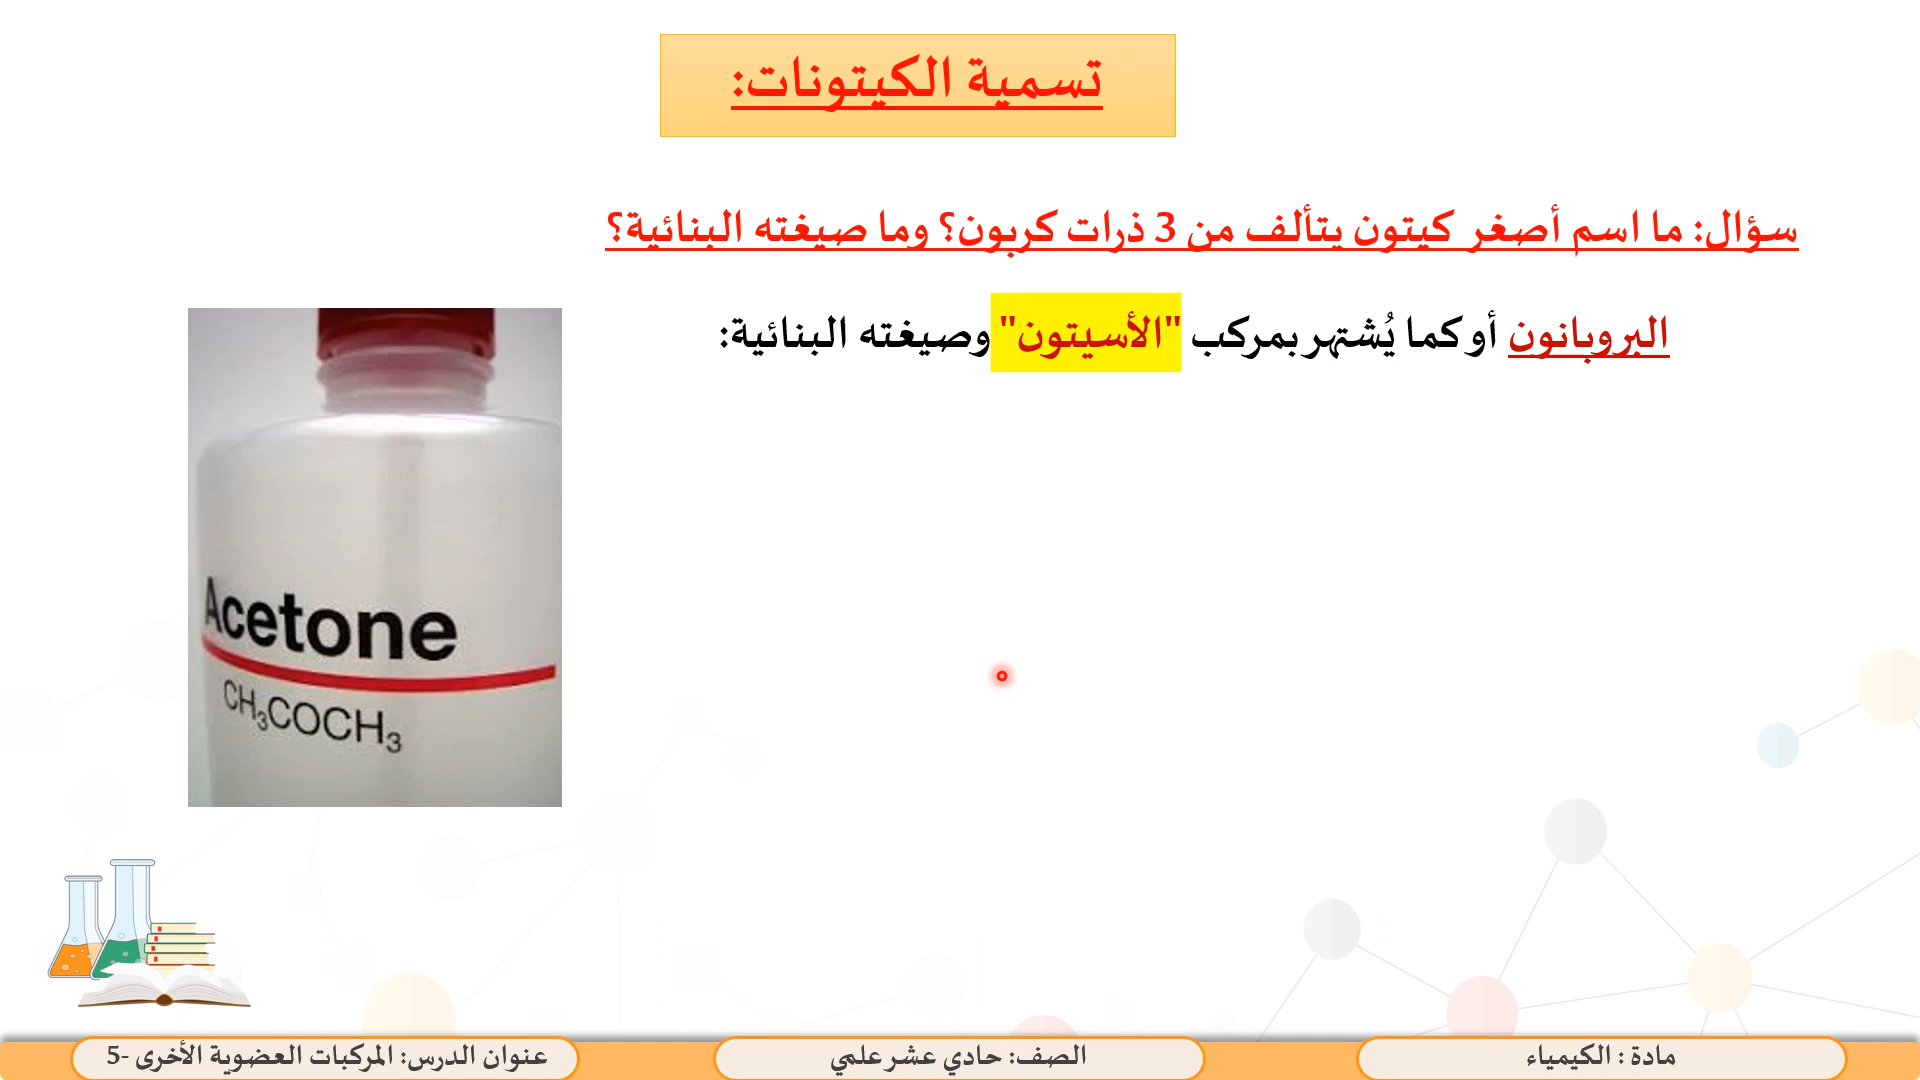 تسمية الكيتونات:
سؤال: ما اسم أصغر كيتون يتألف من 3 ذرات كربون؟ وما صيغته البنائية؟
البروبانون أو كما يُشتهر بمركب "الأسيتون" وصيغته البنائية:
Acetone
CH₃COCH₃
مادة : الكيمياء
الصف: حادي عشر علمي
عنوان الدرس: المركبات العضوية الأخرى -5